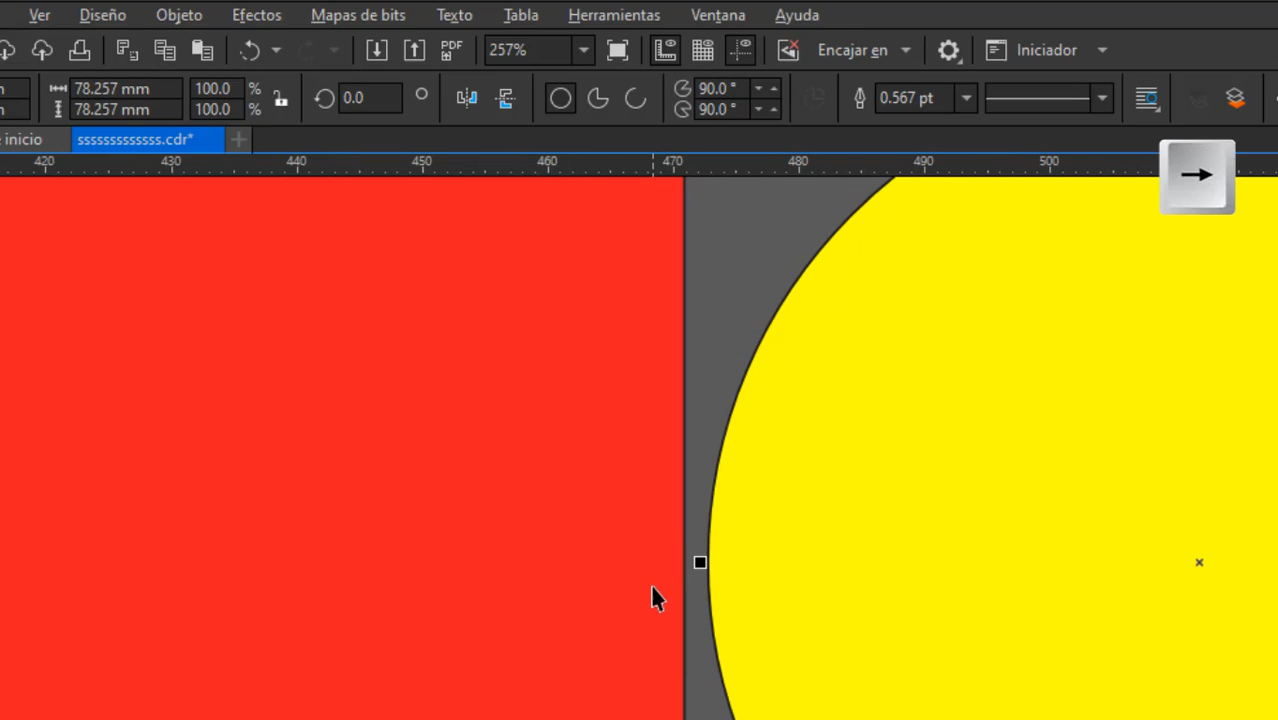 Ver Diseño Objeto Efectos Mapas de bits Texto Tabla Herramientas Ventana Ayuda
PDF 257% Encajar en Iniciador
78.257 mm 100.0 % 90.0 °
78.257 mm 100.0 % 0.0 90.0 ° 0.567 pt
inicio sssssssssssss.cdr*
420 430 440 450 460 470 480 490 500